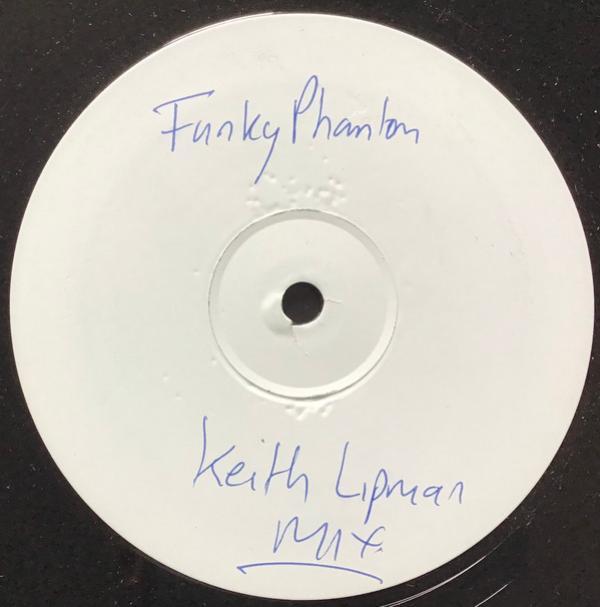 Funky Phantom
Keith Lipman
Mix